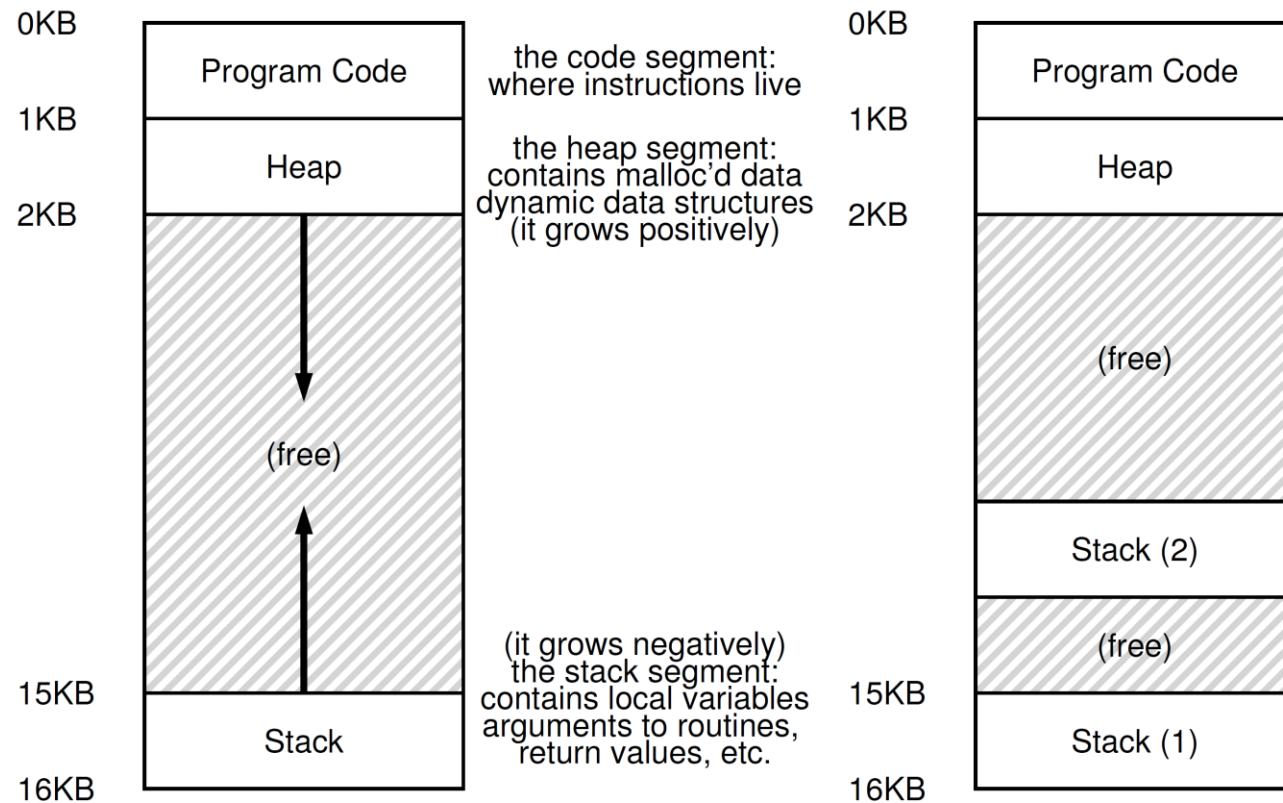 0KB
Program Code
the code segment:
where instructions live
1KB
Heap
the heap segment:
contains malloc’d data
dynamic data structures
(it grows positively)
2KB
(free)
(it grows negatively)
the stack segment:
contains local variables
arguments to routines,
return values, etc.
15KB
Stack
16KB
0KB
Program Code
1KB
Heap
2KB
(free)
Stack (2)
(free)
15KB
Stack (1)
16KB